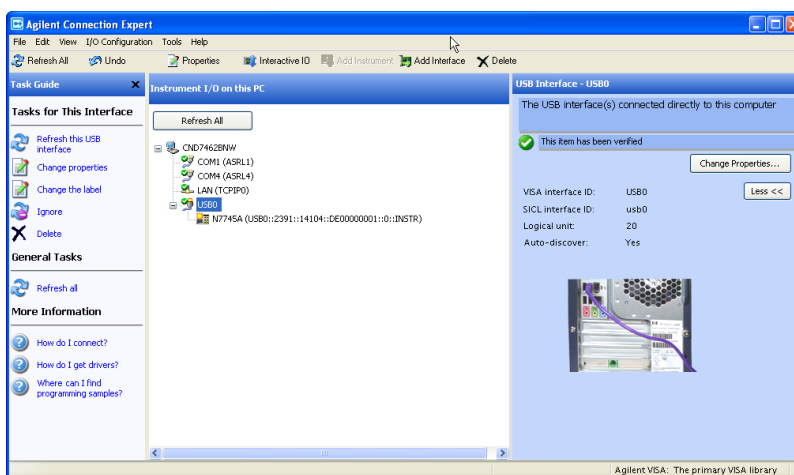 Agilent Connection Expert
File Edit View I/O Configuration Tools Help
Refresh All Undo Properties Interactive IO Add Instrument Add Interface Delete
Task Guide
Tasks for This Interface
Refresh this USB
interface
Change properties
Change the label
Ignore
Delete
General Tasks
Refresh all
More Information
How do I connect?
How do I get drivers?
Where can I find
programming samples?
Instrument I/O on this PC
Refresh All
CND7462BNW
COM1 (ASRL1)
COM4 (ASRL4)
LAN (TCPIP0)
USB0
N7745A (USB0::2391::14104::DE00000001::0::INSTR)
USB Interface - USB0
The USB interface(s) connected directly to this computer
This item has been verified
Change Properties...
VISA interface ID: USB0
Less <<
SICL interface ID: usb0
Logical unit: 20
Auto-discover: Yes
Agilent VISA: The primary VISA library